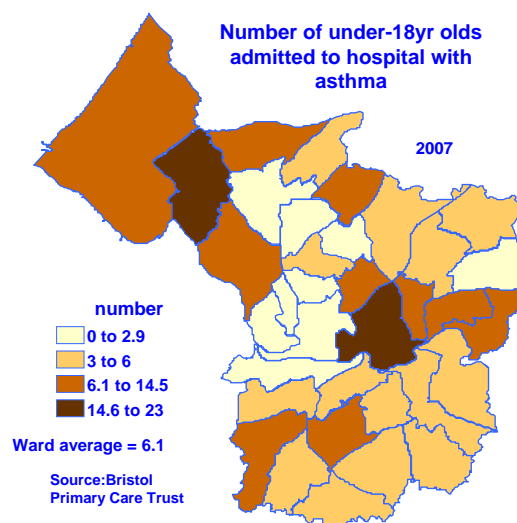 Number of under-18yr olds
admitted to hospital with
asthma
2007
number
0 to 2.9
3 to 6
6.1 to 14.5
14.6 to 23
Ward average = 6.1
Source:Bristol
Primary Care Trust